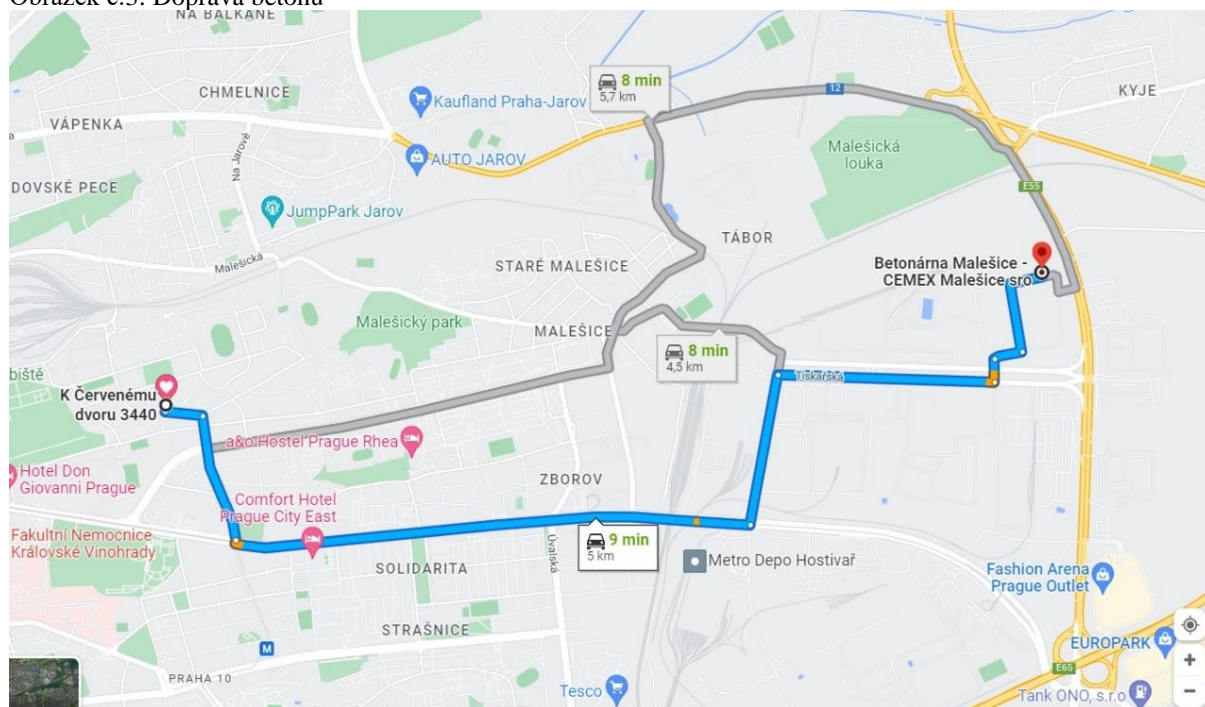 Obrázek č.3: Doprava betonu
NA BALKÁNĚ
CHMELNICE
VÁPENKA
Na Jarově
DOVSKÉ PECE
Kaufland Praha-Jarov
AUTO JAROV
JumpPark Jarov
Malešická
8 min
5,7 km
12
KYJE
Malešická
louka
E55
TÁBOR
STARÉ MALEŠICE
Betonárna Malešice -
CEMEX Malešice sro
Malešický park
MALEŠICE
8 min
4,5 km
Tiskařská
biště
K Červenému
dvoru 3440
a&o Hostel Prague Rhea
Hotel Don
Giovanni Prague
ZBOROV
Comfort Hotel
Prague City East
Fakultní Nemocnice
Královské Vinohrady
9 min
5 km
Úvalská
Metro Depo Hostivař
SOLIDARITA
Fashion Arena
Prague Outlet
STRAŠNICE
M
EUROPARK
E65
PRAHA 10
Tesco
Tank ONO, s.r.o
+
−